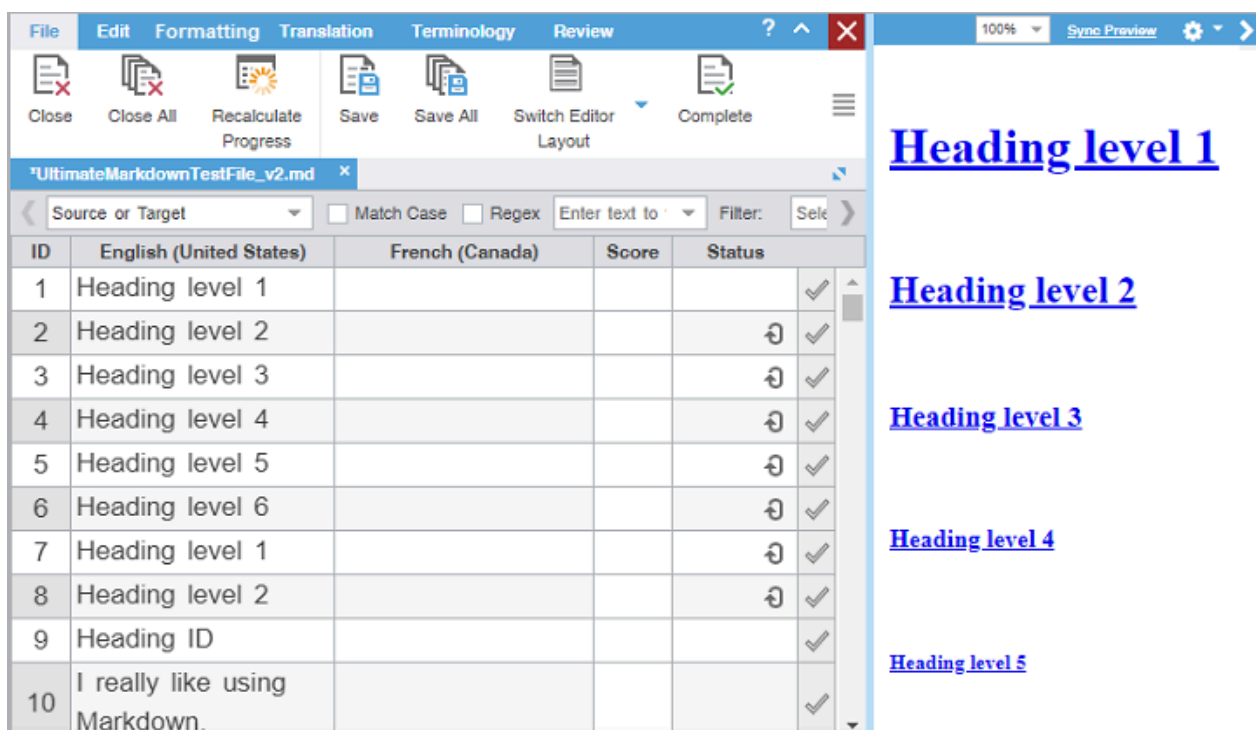 File Edit Formatting Translation Terminology Review ?
100% Sync Preview
Close Close All Recalculate Progress Save Save All Switch Editor Layout Complete
*UltimateMarkdownTestFile_v2.md ×
Source or Target Match Case Regex Enter text to Filter: Sele
ID English (United States) French (Canada) Score Status
1 Heading level 1
2 Heading level 2
3 Heading level 3
4 Heading level 4
5 Heading level 5
6 Heading level 6
7 Heading level 1
8 Heading level 2
9 Heading ID
10 I really like using
Markdown.
Heading level 1
Heading level 2
Heading level 3
Heading level 4
Heading level 5